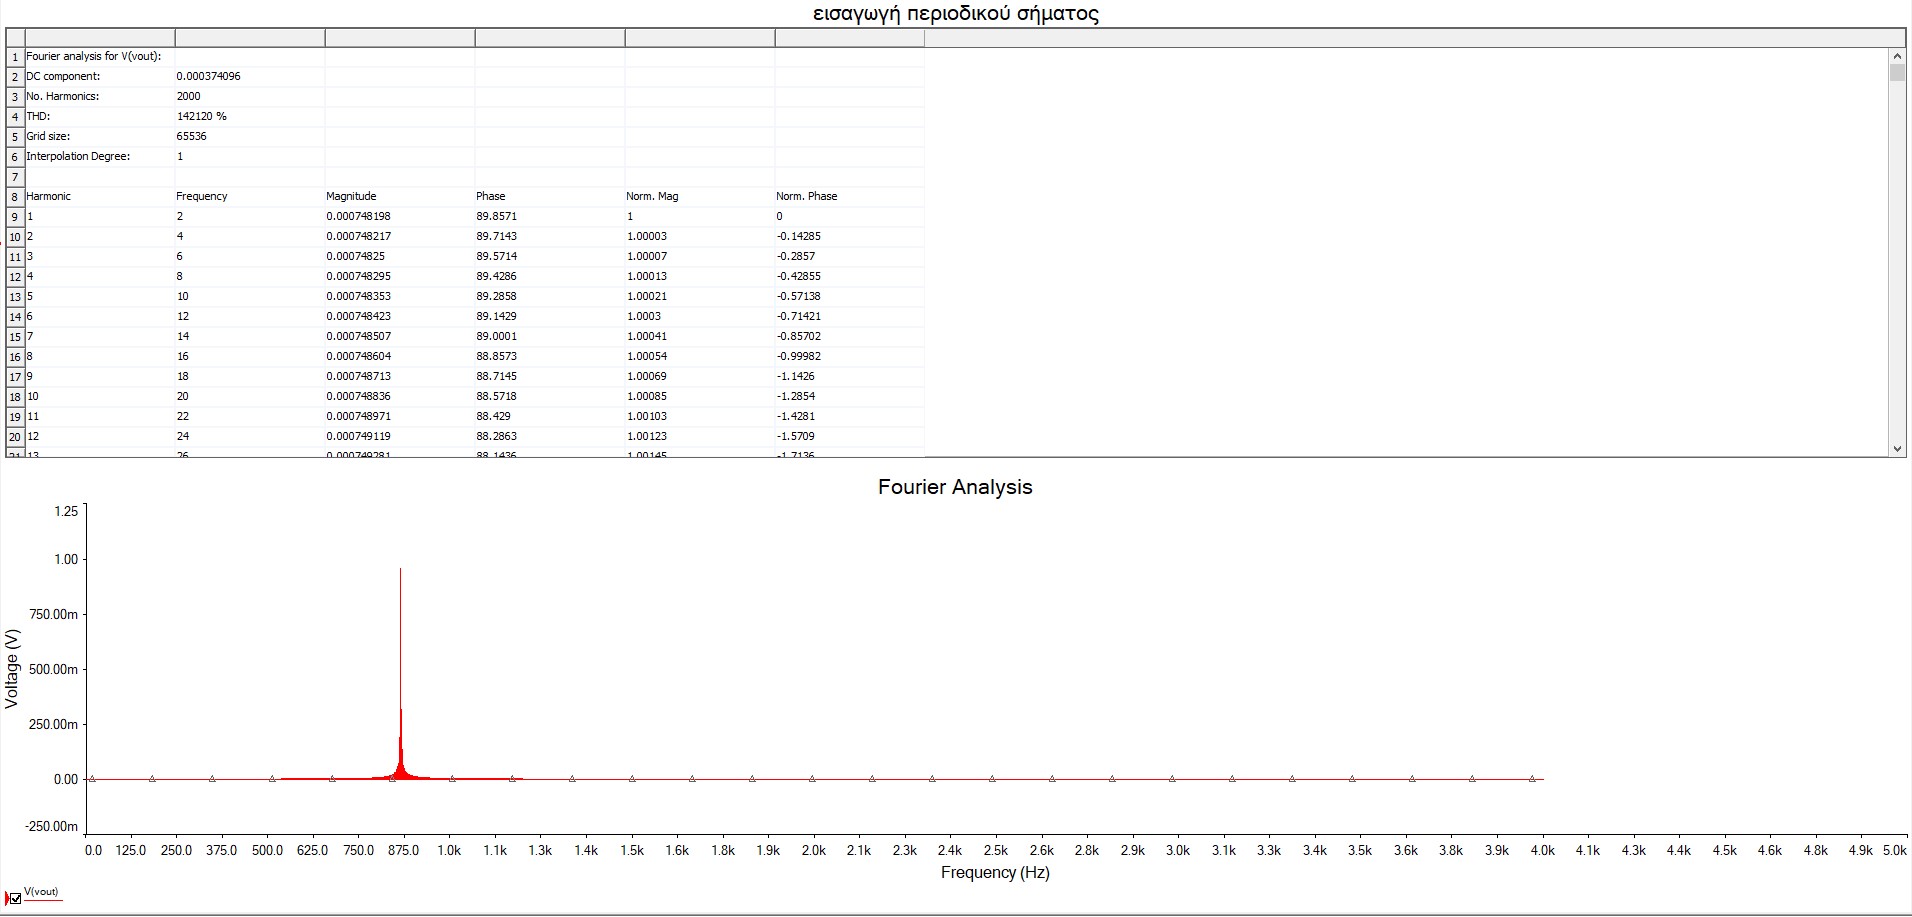 εισαγωγή περιοδικού σήματος
1 Fourier analysis for V(vout):
2 DC component: 0.000374096
3 No. Harmonics: 2000
4 THD: 142120 %
5 Grid size: 65536
6 Interpolation Degree: 1
7
8 Harmonic Frequency Magnitude Phase Norm. Mag Norm. Phase
9 1 2 0.000748198 89.8571 1 0
10 2 4 0.000748217 89.7143 1.00003 -0.14285
11 3 6 0.00074825 89.5714 1.00007 -0.2857
12 4 8 0.000748295 89.4286 1.00013 -0.42855
13 5 10 0.000748353 89.2858 1.00021 -0.57138
14 6 12 0.000748423 89.1429 1.0003 -0.71421
15 7 14 0.000748507 89.0001 1.00041 -0.85702
16 8 16 0.000748604 88.8573 1.00054 -0.99982
17 9 18 0.000748713 88.7145 1.00069 -1.1426
18 10 20 0.000748836 88.5718 1.00085 -1.2854
19 11 22 0.000748971 88.429 1.00103 -1.4281
20 12 24 0.000749119 88.2863 1.00123 -1.5709
21 13 26 0.000749281 88.1436 1.00145 -1.7136
Fourier Analysis
1.25
1.00
750.00m
500.00m
250.00m
0.00
-250.00m
Voltage (V)
0.0 125.0 250.0 375.0 500.0 625.0 750.0 875.0 1.0k 1.1k 1.3k 1.4k 1.5k 1.6k 1.8k 1.9k 2.0k 2.1k 2.3k 2.4k 2.5k 2.6k 2.8k 2.9k 3.0k 3.1k 3.3k 3.4k 3.5k 3.6k 3.8k 3.9k 4.0k 4.1k 4.3k 4.4k 4.5k 4.6k 4.8k 4.9k 5.0k
Frequency (Hz)
V(vout)